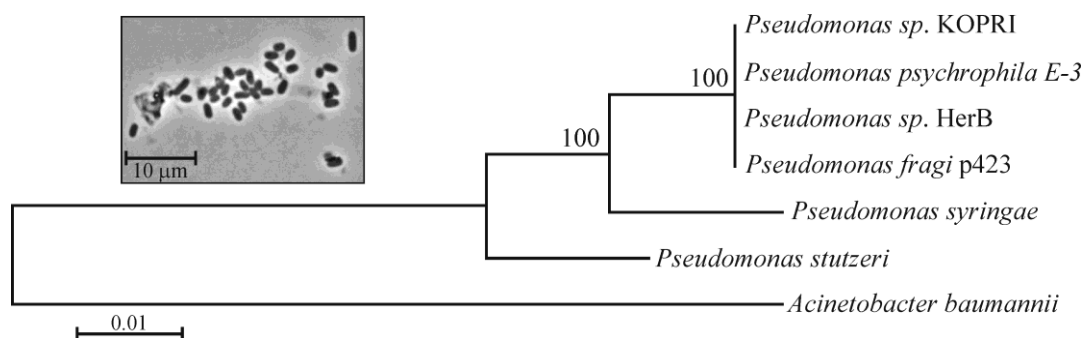 Pseudomonas sp. KOPRI
100
Pseudomonas psychrophila E-3
Pseudomonas sp. HerB
100
Pseudomonas fragi p423
10 µm
Pseudomonas syringae
Pseudomonas stutzeri
Acinetobacter baumannii
0.01